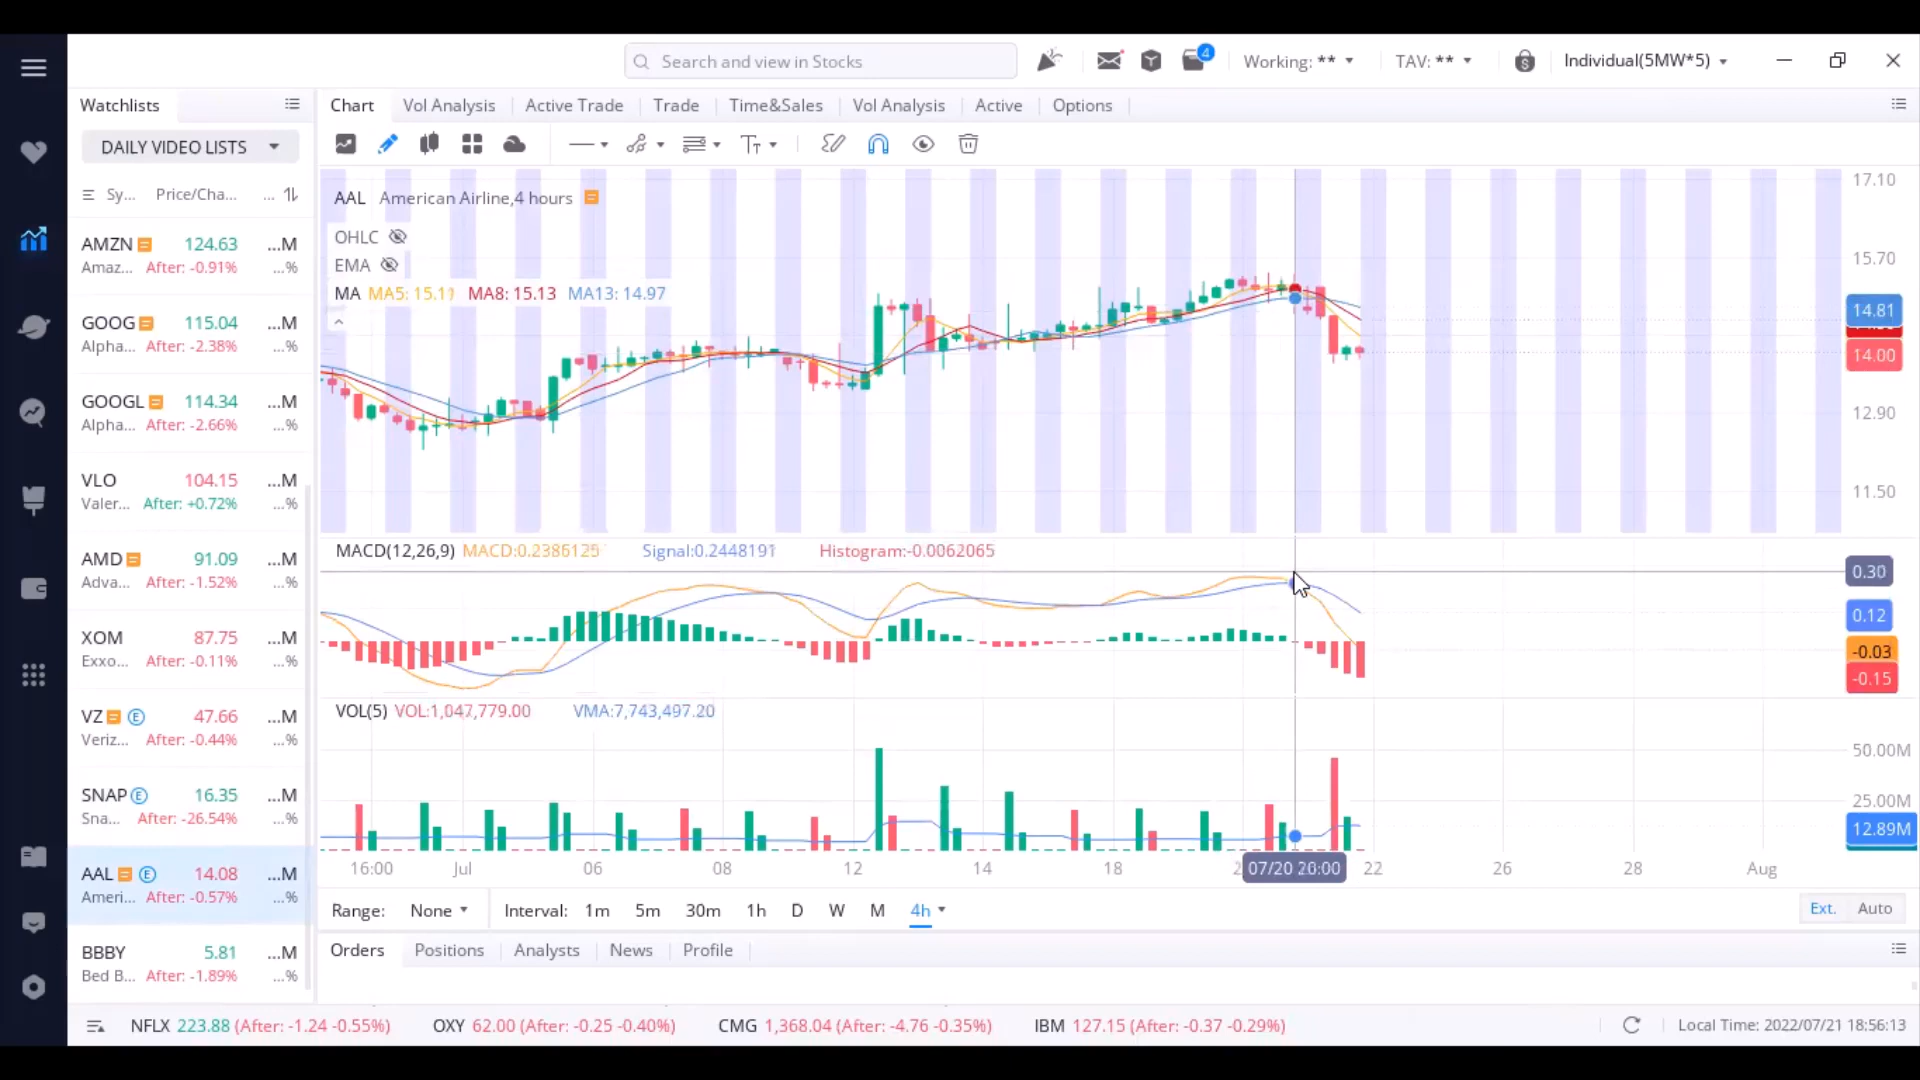 Search and view in Stocks
4
Working: **
TAV: **
Individual(5MW*5)
Watchlists
Chart
Vol Analysis
Active Trade
Trade
Time&Sales
Vol Analysis
Active
Options
DAILY VIDEO LISTS
Sy...
Price/Cha...
...
AMZN 124.63 ...M
Amaz... After: -0.91% ...%
GOOG 115.04 ...M
Alpha... After: -2.38% ...%
GOOGL 114.34 ...M
Alpha... After: -2.66% ...%
VLO 104.15 ...M
Valer... After: +0.72% ...%
AMD 91.09 ...M
Adva... After: -1.52% ...%
XOM 87.75 ...M
Exxo... After: -0.11% ...%
VZ E 47.66 ...M
Veriz... After: -0.44% ...%
SNAP E 16.35 ...M
Sna... After: -26.54% ...%
AAL E 14.08 ...M
Ameri... After: -0.57% ...%
BBBY 5.81 ...M
Bed B... After: -1.89% ...%
AAL American Airline,4 hours
OHLC
EMA
MA MA5: 15.11 MA8: 15.13 MA13: 14.97
17.10
15.70
14.81
14.00
12.90
11.50
MACD(12,26,9) MACD:0.2386125 Signal:0.2448191 Histogram:-0.0062065
0.30
0.12
-0.03
-0.15
VOL(5) VOL:1,047,779.00 VMA:7,743,497.20
50.00M
25.00M
12.89M
16:00 Jul 06 08 12 14 18 07/20 20:00 22 26 28 Aug
Range: None Interval: 1m 5m 30m 1h D W M 4h Ext. Auto
Orders Positions Analysts News Profile
NFLX 223.88 (After: -1.24 -0.55%) OXY 62.00 (After: -0.25 -0.40%) CMG 1,368.04 (After: -4.76 -0.35%) IBM 127.15 (After: -0.37 -0.29%) Local Time: 2022/07/21 18:56:13